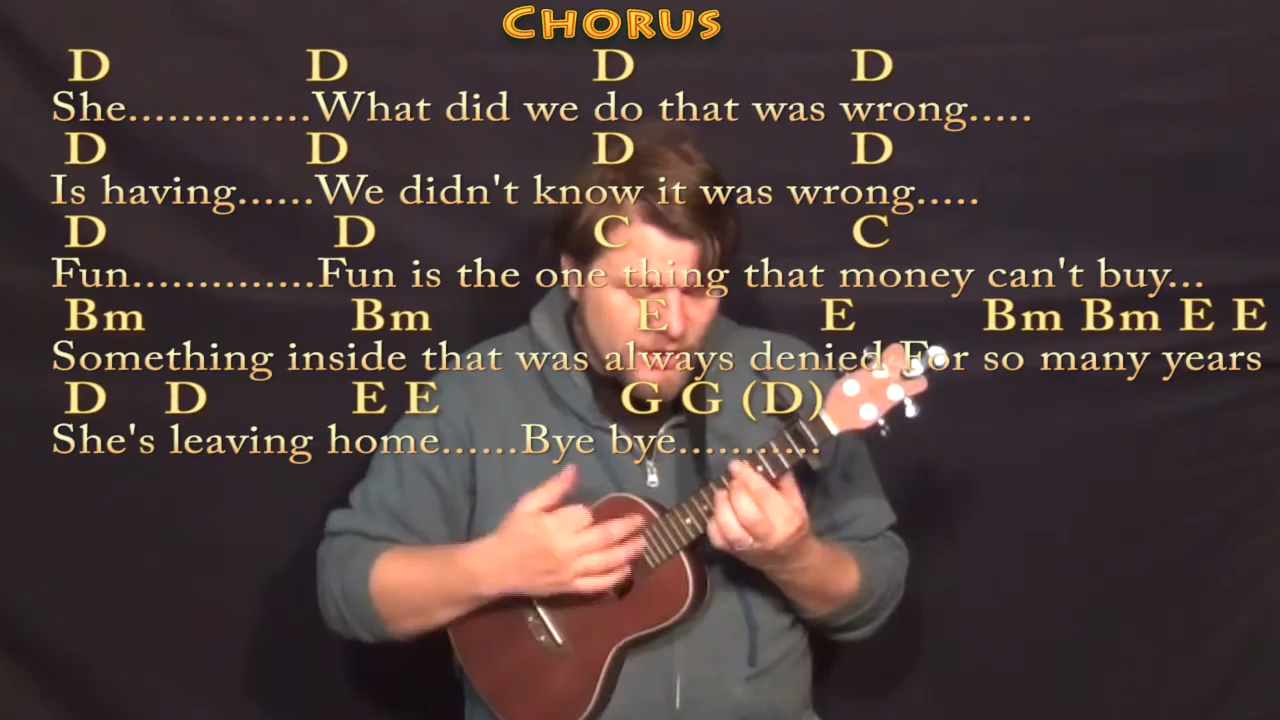 CHORUS
D D D D
She..............What did we do that was wrong.....
D D D D
Is having......We didn't know it was wrong.....
D D C C
Fun..............Fun is the one thing that money can't buy...
Bm Bm E E Bm Bm E E
Something inside that was always denied For so many years
D D E E G G (D)
She's leaving home......Bye bye...........